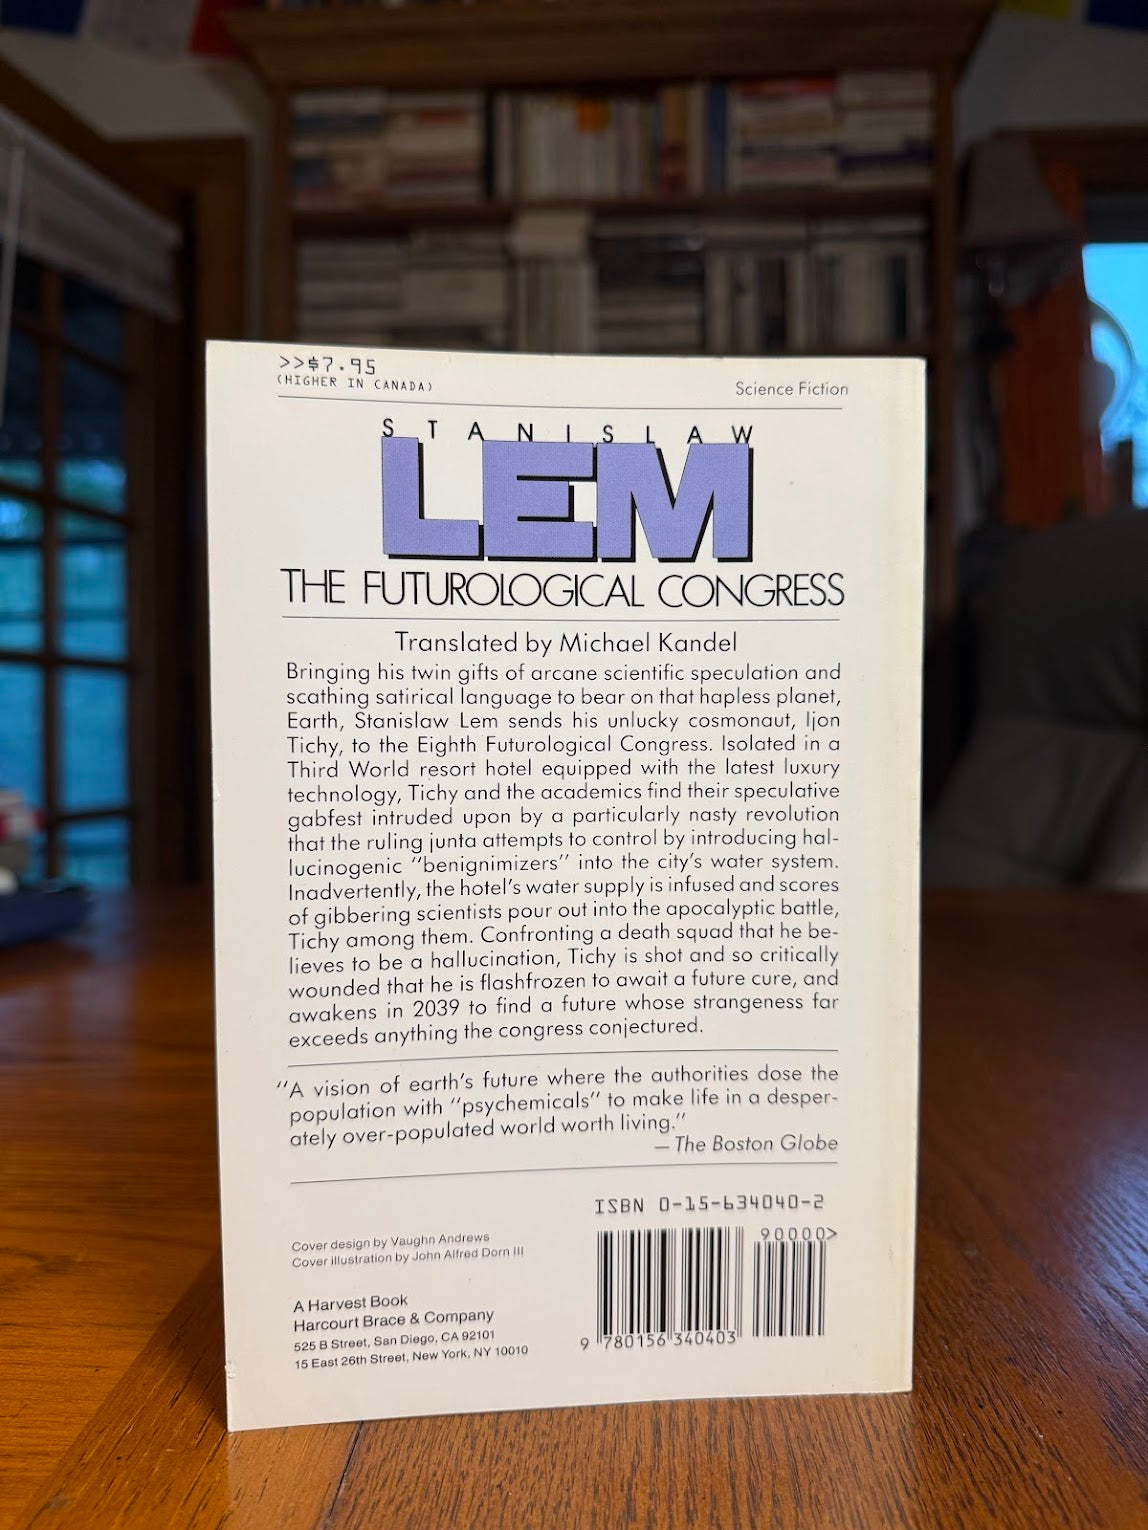 >>$7.95
(HIGHER IN CANADA)
Science Fiction
STANISLAW
LEM
THE FUTUROLOGICAL CONGRESS
Translated by Michael Kandel
Bringing his twin gifts of arcane scientific speculation and
scathing satirical language to bear on that hapless planet,
Earth, Stanislaw Lem sends his unlucky cosmonaut, Ijon
Tichy, to the Eighth Futurological Congress. Isolated in a
Third World resort hotel equipped with the latest luxury
technology, Tichy and the academics find their speculative
gabfest intruded upon by a particularly nasty revolution
that the ruling junta attempts to control by introducing hal-
lucinogenic "benignimizers" into the city's water system.
Inadvertently, the hotel's water supply is infused and scores
of gibbering scientists pour out into the apocalyptic battle,
Tichy among them. Confronting a death squad that he be-
lieves to be a hallucination, Tichy is shot and so critically
wounded that he is flashfrozen to await a future cure, and
awakens in 2039 to find a future whose strangeness far
exceeds anything the congress conjectured.
"A vision of earth's future where the authorities dose the
population with "psychemicals" to make life in a desper-
ately over-populated world worth living."
— The Boston Globe
ISBN 0-15-634040-2
90000>
9 780156 340403
Cover design by Vaughn Andrews
Cover illustration by John Alfred Dorn III
A Harvest Book
Harcourt Brace & Company
525 B Street, San Diego, CA 92101
15 East 26th Street, New York, NY 10010